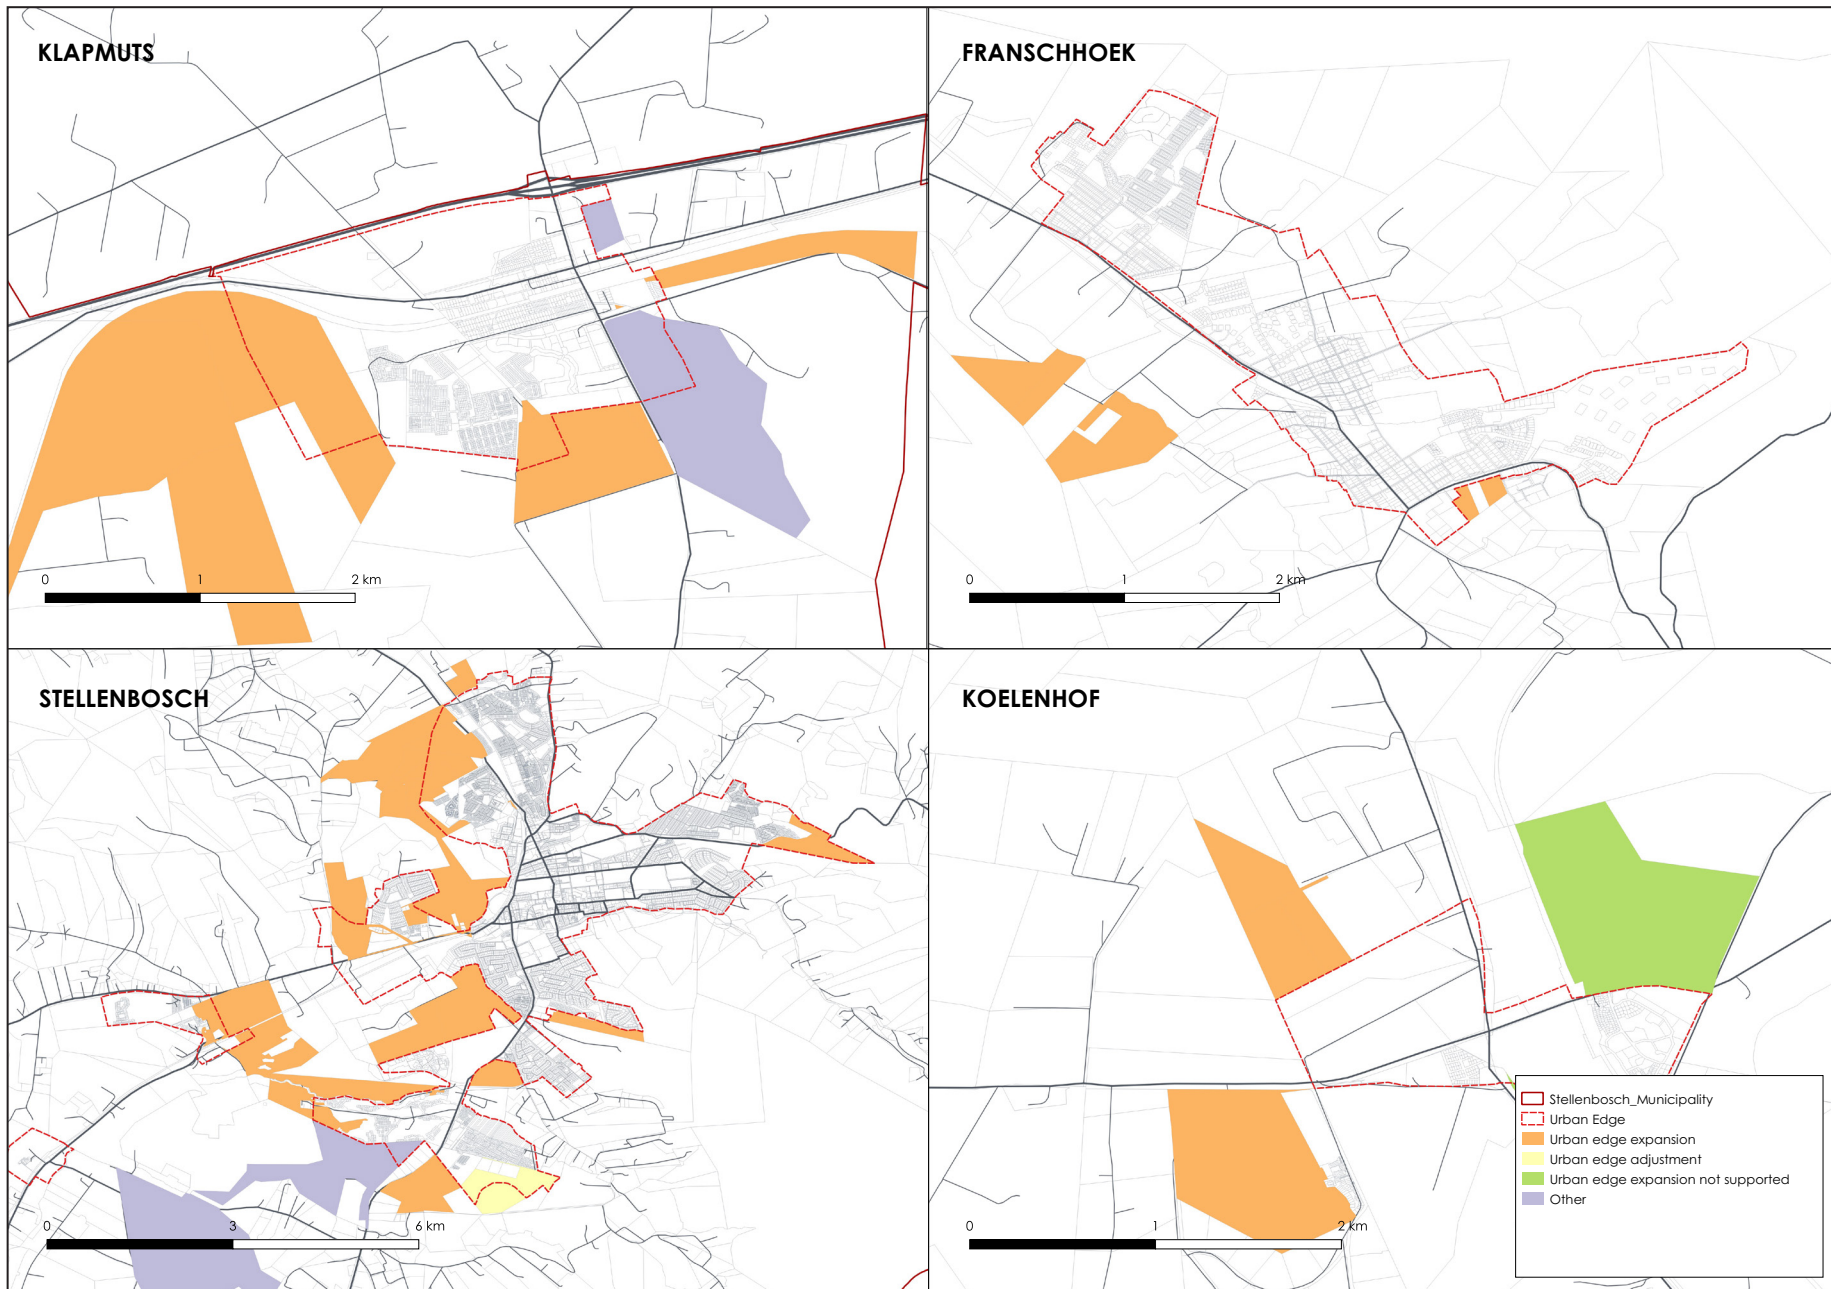 KLAPMUTS
0 1 2 km
FRANSCHHOEK
0 1 2 km
STELLENBOSCH
0 3 6 km
KOELENHOF
0 1 2 km
Stellenbosch_Municipality
Urban Edge
Urban edge expansion
Urban edge adjustment
Urban edge expansion not supported
Other